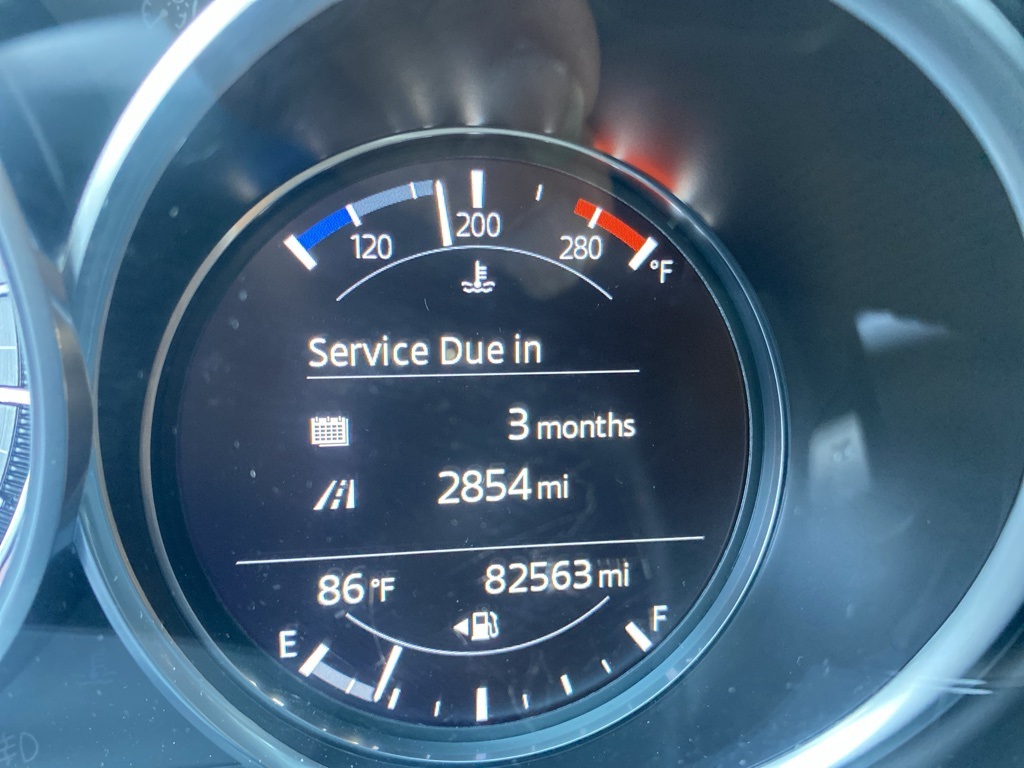 120 200 280 °F
Service Due in
3 months
2854 mi
86 °F 82563 mi
E F